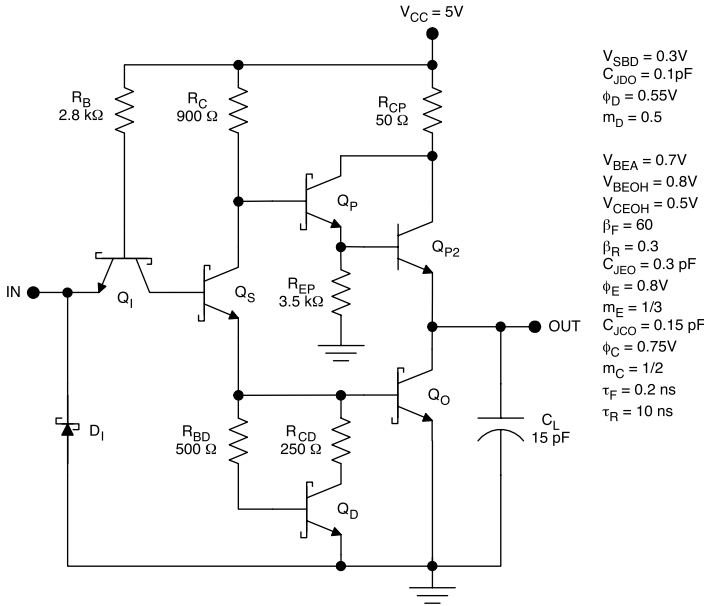 V_CC = 5V
R_B
2.8 kΩ
R_C
900 Ω
R_CP
50 Ω
Q_P
Q_P2
IN
Q_I
Q_S
R_EP
3.5 kΩ
OUT
D_I
R_BD
500 Ω
R_CD
250 Ω
Q_O
Q_D
C_L
15 pF
V_SBD = 0.3V
C_JDO = 0.1pF
ϕ_D = 0.55V
m_D = 0.5
V_BEA = 0.7V
V_BEOH = 0.8V
V_CEOH = 0.5V
β_F = 60
β_R = 0.3
C_JEO = 0.3 pF
ϕ_E = 0.8V
m_E = 1/3
C_JCO = 0.15 pF
ϕ_C = 0.75V
m_C = 1/2
τ_F = 0.2 ns
τ_R = 10 ns